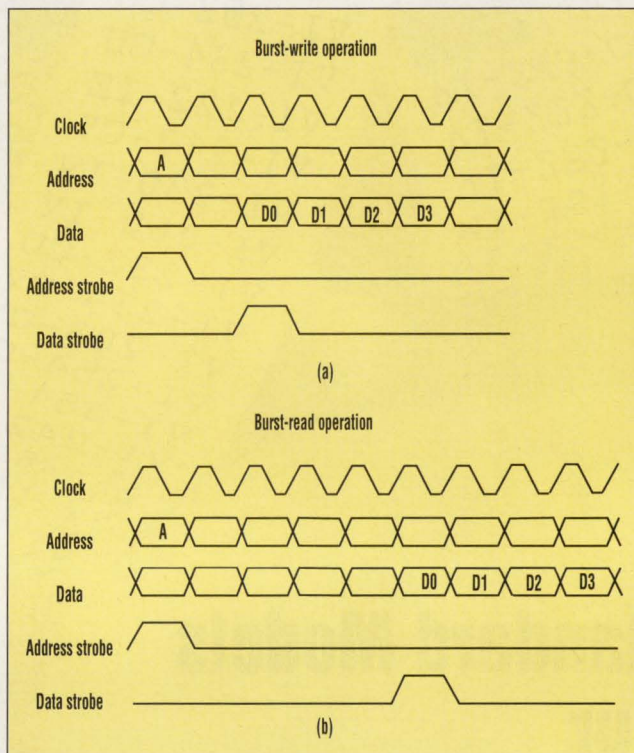 Burst-write operation
Clock
Address A
Data D0 D1 D2 D3
Address strobe
Data strobe
(a)
Burst-read operation
Clock
Address A
Data D0 D1 D2 D3
Address strobe
Data strobe
(b)